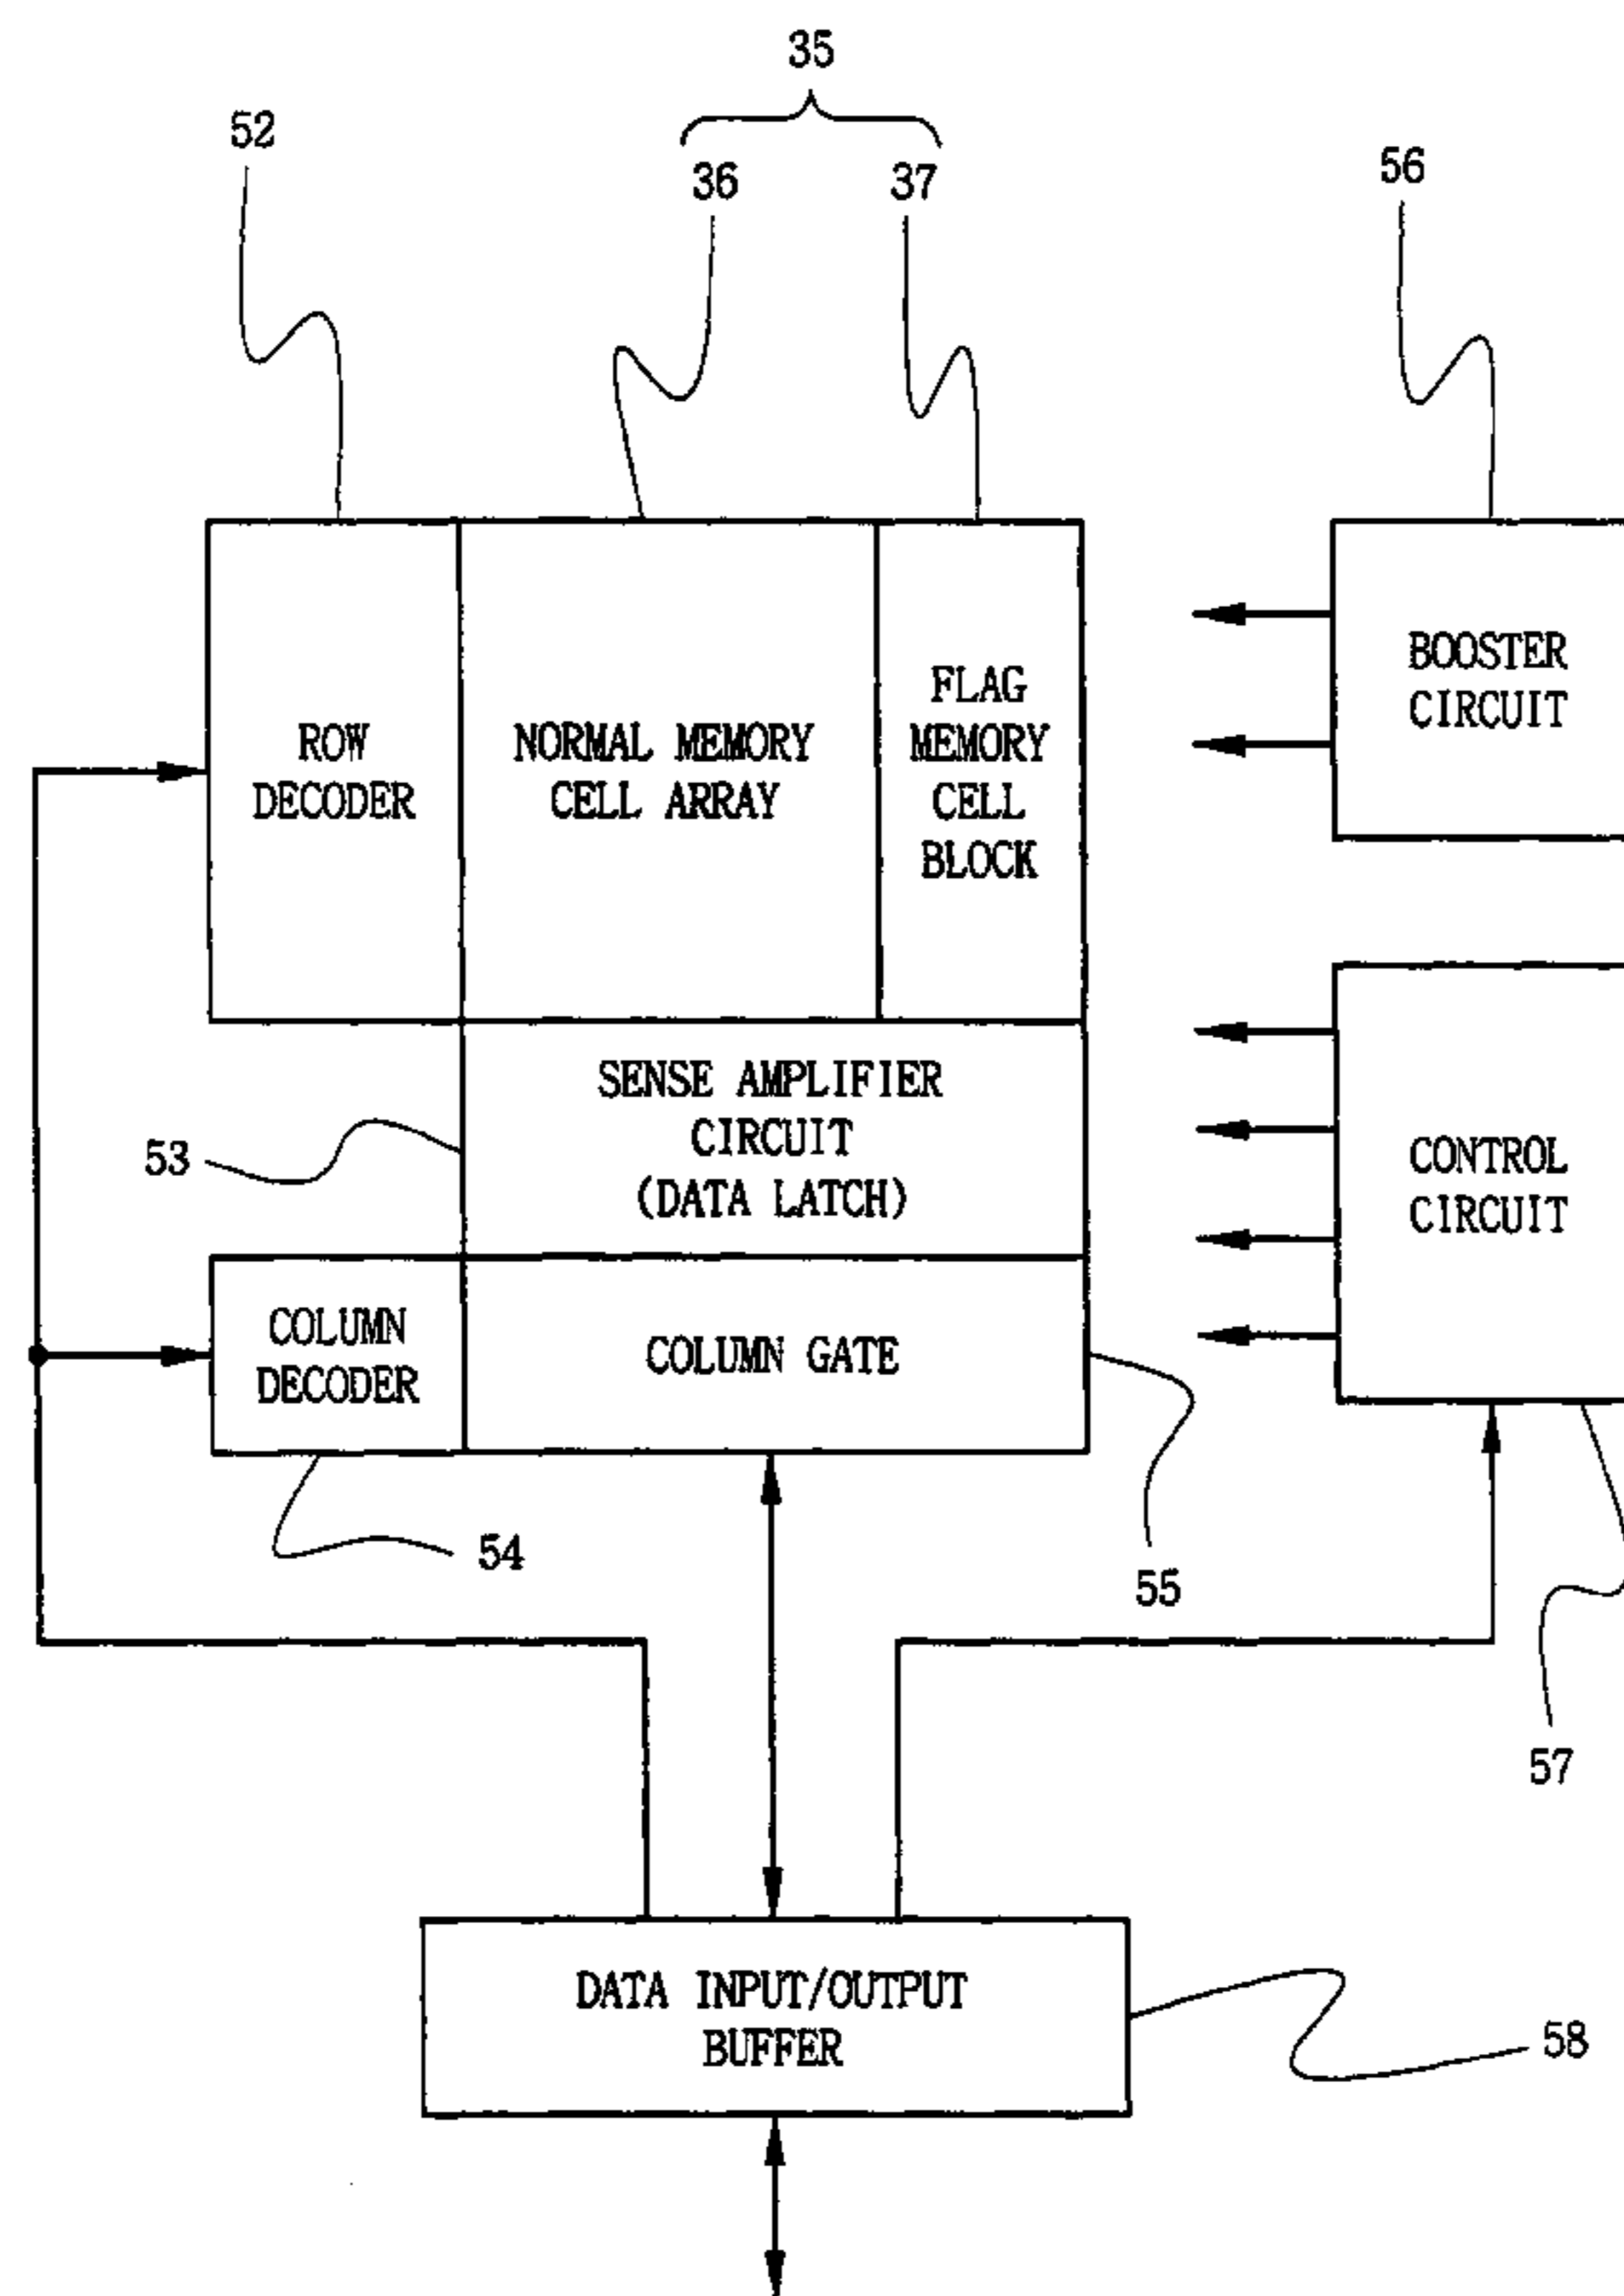 35
52
36
37
56
ROW
DECODER
NORMAL MEMORY
CELL ARRAY
FLAG
MEMORY
CELL
BLOCK
BOOSTER
CIRCUIT
SENSE AMPLIFIER
CIRCUIT
(DATA LATCH)
53
CONTROL
CIRCUIT
COLUMN
DECODER
COLUMN GATE
54
55
57
DATA INPUT/OUTPUT
BUFFER
58